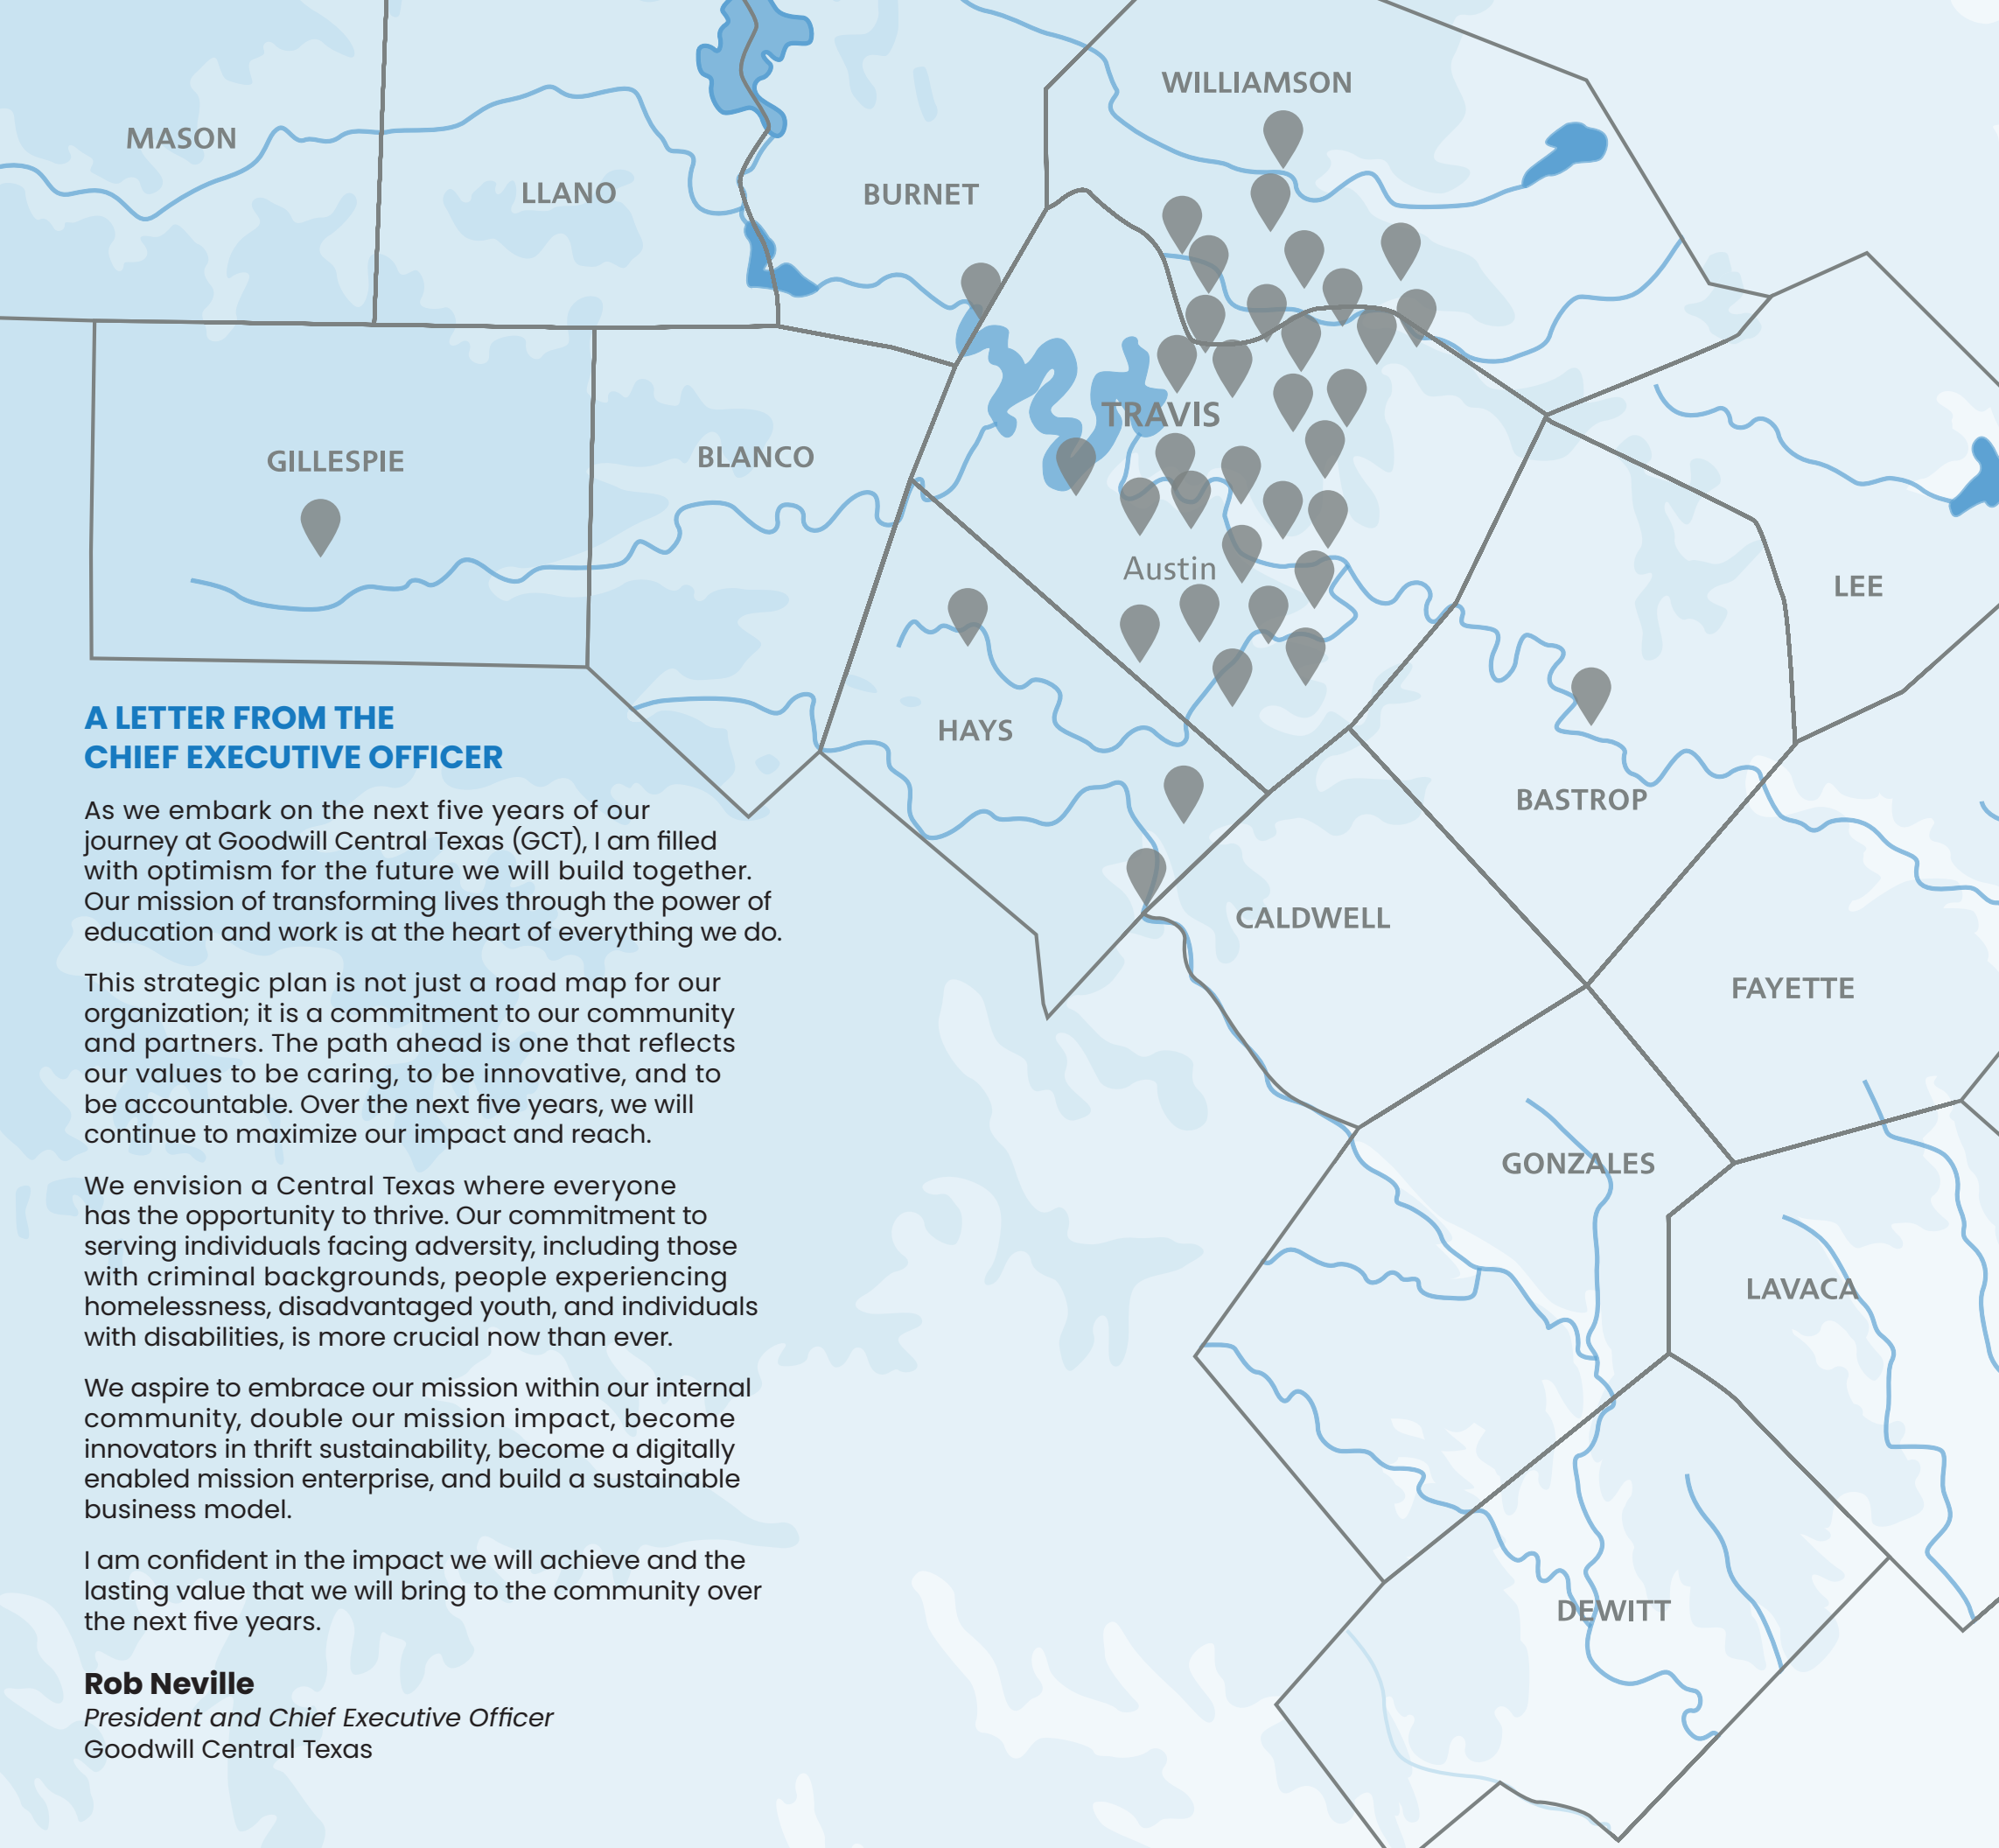 WILLIAMSON
MASON
LLANO
BURNET
TRAVIS
GILLESPIE
BLANCO
Austin
LEE
HAYS
BASTROP
CALDWELL
FAYETTE
GONZALES
LAVACA
DEWITT
A LETTER FROM THE
CHIEF EXECUTIVE OFFICER
As we embark on the next five years of our
journey at Goodwill Central Texas (GCT), I am filled
with optimism for the future we will build together.
Our mission of transforming lives through the power of
education and work is at the heart of everything we do.
This strategic plan is not just a road map for our
organization; it is a commitment to our community
and partners. The path ahead is one that reflects
our values to be caring, to be innovative, and to
be accountable. Over the next five years, we will
continue to maximize our impact and reach.
We envision a Central Texas where everyone
has the opportunity to thrive. Our commitment to
serving individuals facing adversity, including those
with criminal backgrounds, people experiencing
homelessness, disadvantaged youth, and individuals
with disabilities, is more crucial now than ever.
We aspire to embrace our mission within our internal
community, double our mission impact, become
innovators in thrift sustainability, become a digitally
enabled mission enterprise, and build a sustainable
business model.
I am confident in the impact we will achieve and the
lasting value that we will bring to the community over
the next five years.
Rob Neville
President and Chief Executive Officer
Goodwill Central Texas